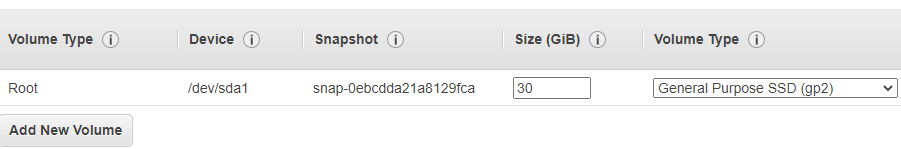 Volume Type i Device i Snapshot i Size (GiB) i Volume Type i
Root /dev/sda1 snap-0ebcdda21a8129fca 30 General Purpose SSD (gp2)
Add New Volume